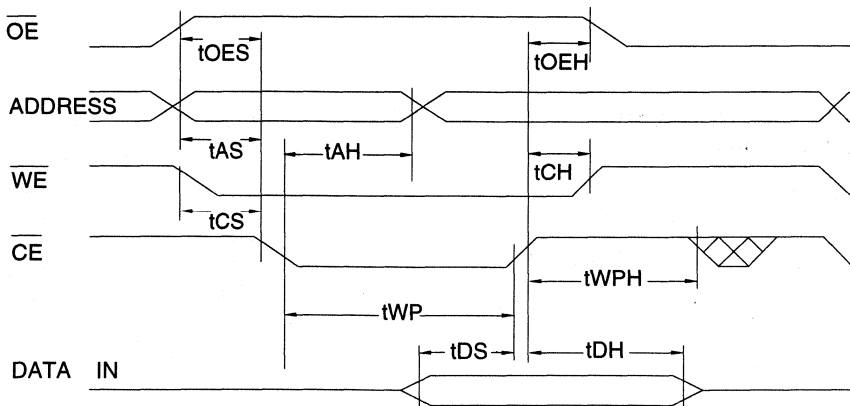 OE
tOES
tOEH
ADDRESS
tAS
tAH
WE
tCH
tCS
CE
tWPH
tWP
tDS
tDH
DATA IN